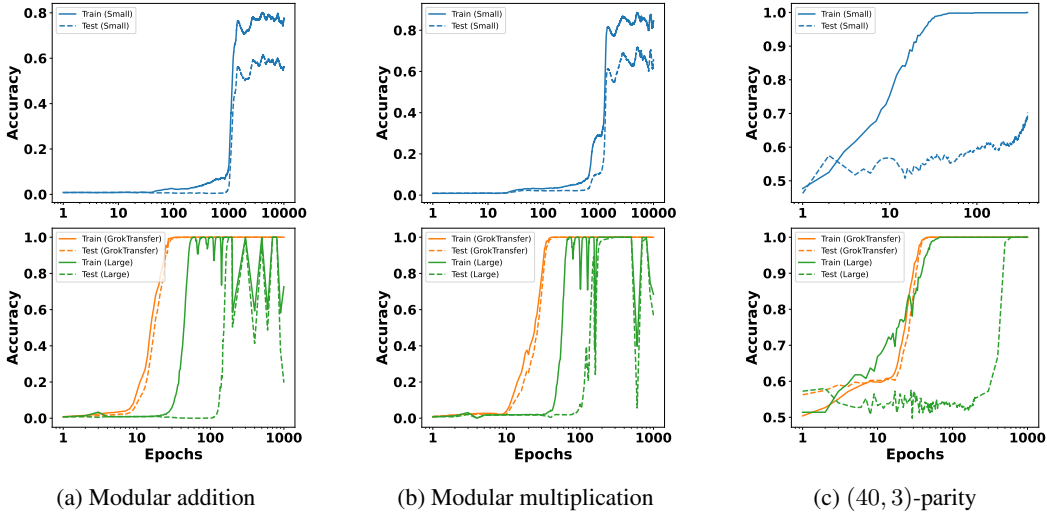 Train (Small)
Test (Small)
Accuracy
0.8
0.6
0.4
0.2
0.0
1 10 100 1000 10000
Train (Small)
Test (Small)
Accuracy
0.8
0.6
0.4
0.2
0.0
1 10 100 1000 10000
Train (Small)
Test (Small)
Accuracy
1.0
0.9
0.8
0.7
0.6
0.5
1 10 100
Train (GrokTransfer)
Test (GrokTransfer)
Train (Large)
Test (Large)
Accuracy
1.0
0.8
0.6
0.4
0.2
0.0
1 10 100 1000
Epochs
Train (GrokTransfer)
Test (GrokTransfer)
Train (Large)
Test (Large)
Accuracy
1.0
0.8
0.6
0.4
0.2
0.0
1 10 100 1000
Epochs
Train (GrokTransfer)
Test (GrokTransfer)
Train (Large)
Test (Large)
Accuracy
1.0
0.9
0.8
0.7
0.6
0.5
1 10 100 1000
Epochs
(a) Modular addition
(b) Modular multiplication
(c) (40, 3)-parity